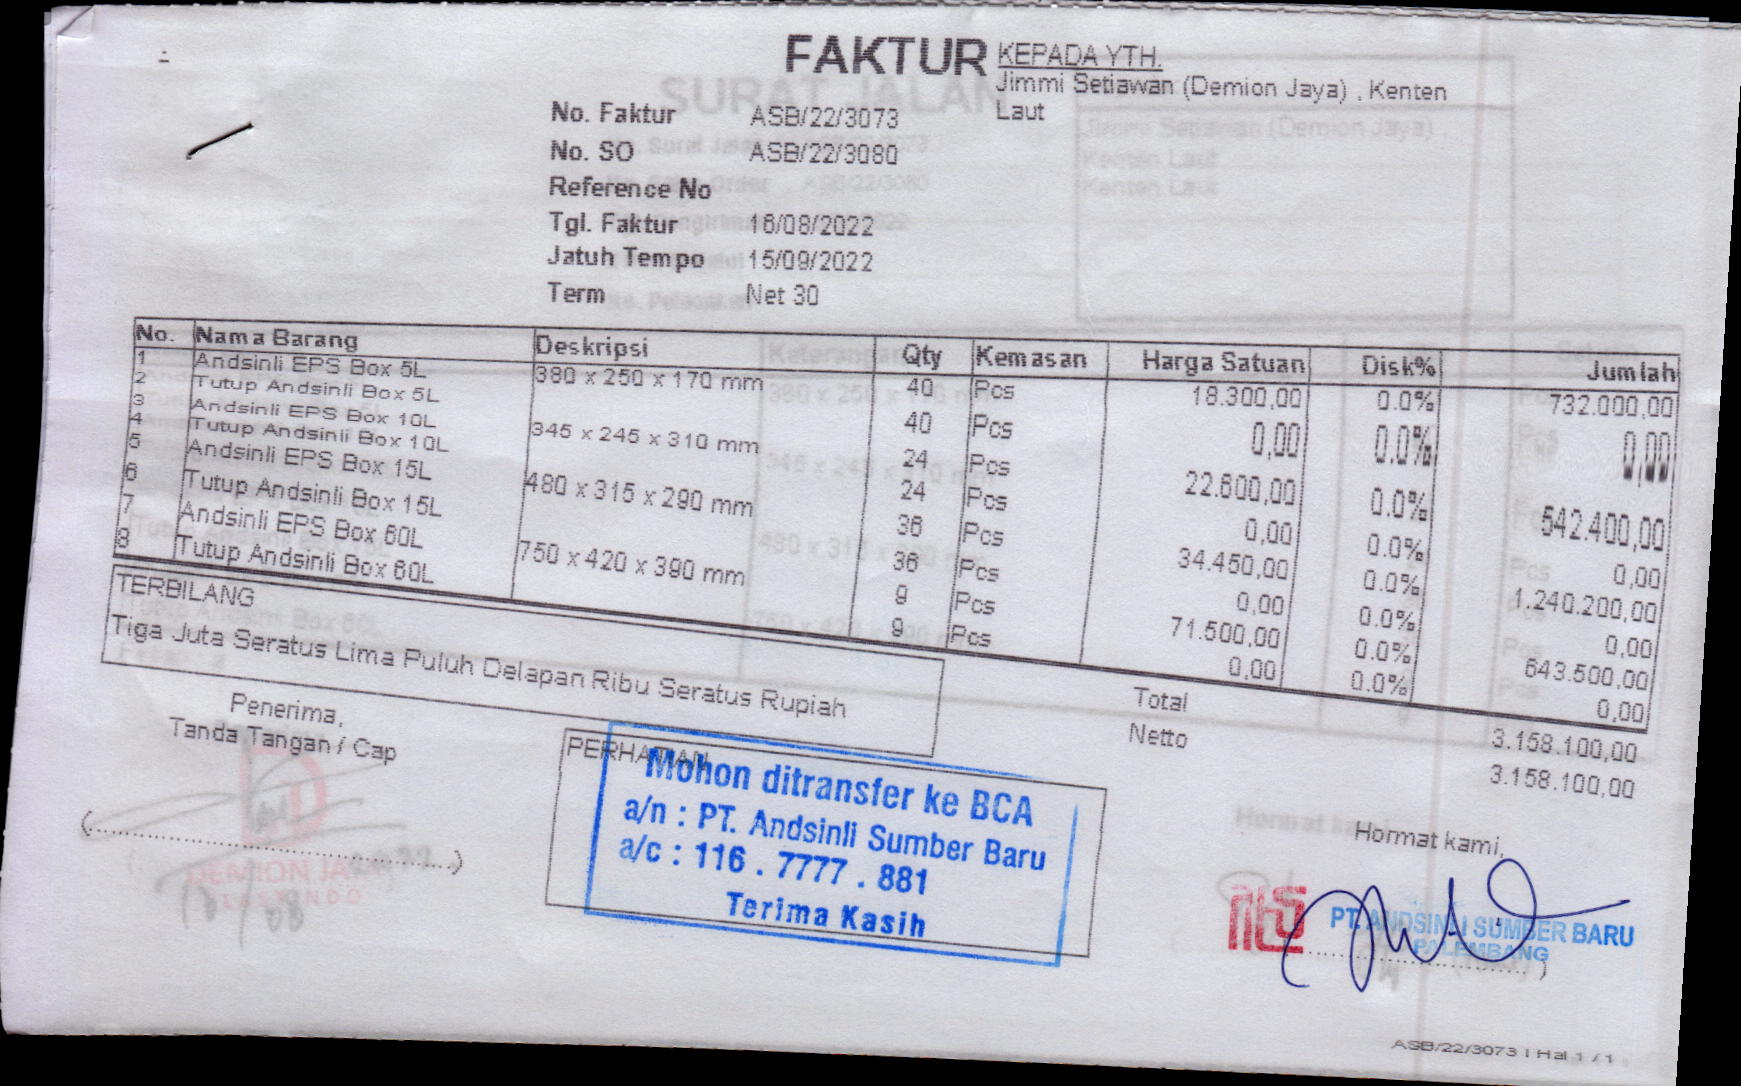 FAKTUR
KEPADA YTH.
Jimmi Setiawan (Demion Jaya) , Kenten
Laut
No. Faktur ASB/22/3073
No. SO ASB/22/3080
Reference No
Tgl. Faktur 16/08/2022
Jatuh Tempo 15/09/2022
Term Net 30
No. Nama Barang Deskripsi Qty Kemasan Harga Satuan Disk% Jumlah
1 Andsinli EPS Box 5L 380 x 250 x 170 mm 40 Pcs 18.300,00 0.0% 732.000,00
2 Tutup Andsinli Box 5L 40 Pcs 0,00 0.0% 0,00
3 Andsinli EPS Box 10L 345 x 245 x 310 mm 24 Pcs 22.600,00 0.0% 542.400,00
4 Tutup Andsinli Box 10L 24 Pcs 0,00 0.0% 0,00
5 Andsinli EPS Box 15L 480 x 315 x 290 mm 36 Pcs 34.450,00 0.0% 1.240.200,00
6 Tutup Andsinli Box 15L 36 Pcs 0,00 0.0% 0,00
7 Andsinli EPS Box 60L 750 x 420 x 390 mm 9 Pcs 71.500,00 0.0% 643.500,00
8 Tutup Andsinli Box 60L 9 Pcs 0,00 0.0% 0,00
TERBILANG
Tiga Juta Seratus Lima Puluh Delapan Ribu Seratus Rupiah
Total 3.158.100,00
Netto 3.158.100,00
Penerima,
Tanda Tangan / Cap
DEMION JAYA
PERHATIAN
Mohon ditransfer ke BCA
a/n : PT. Andsinli Sumber Baru
a/c : 116 . 7777 . 881
Terima Kasih
Hormat kami,
PT. ANDSINLI SUMBER BARU
PALEMBANG
ASB/22/3073 | Hal 1 / 1